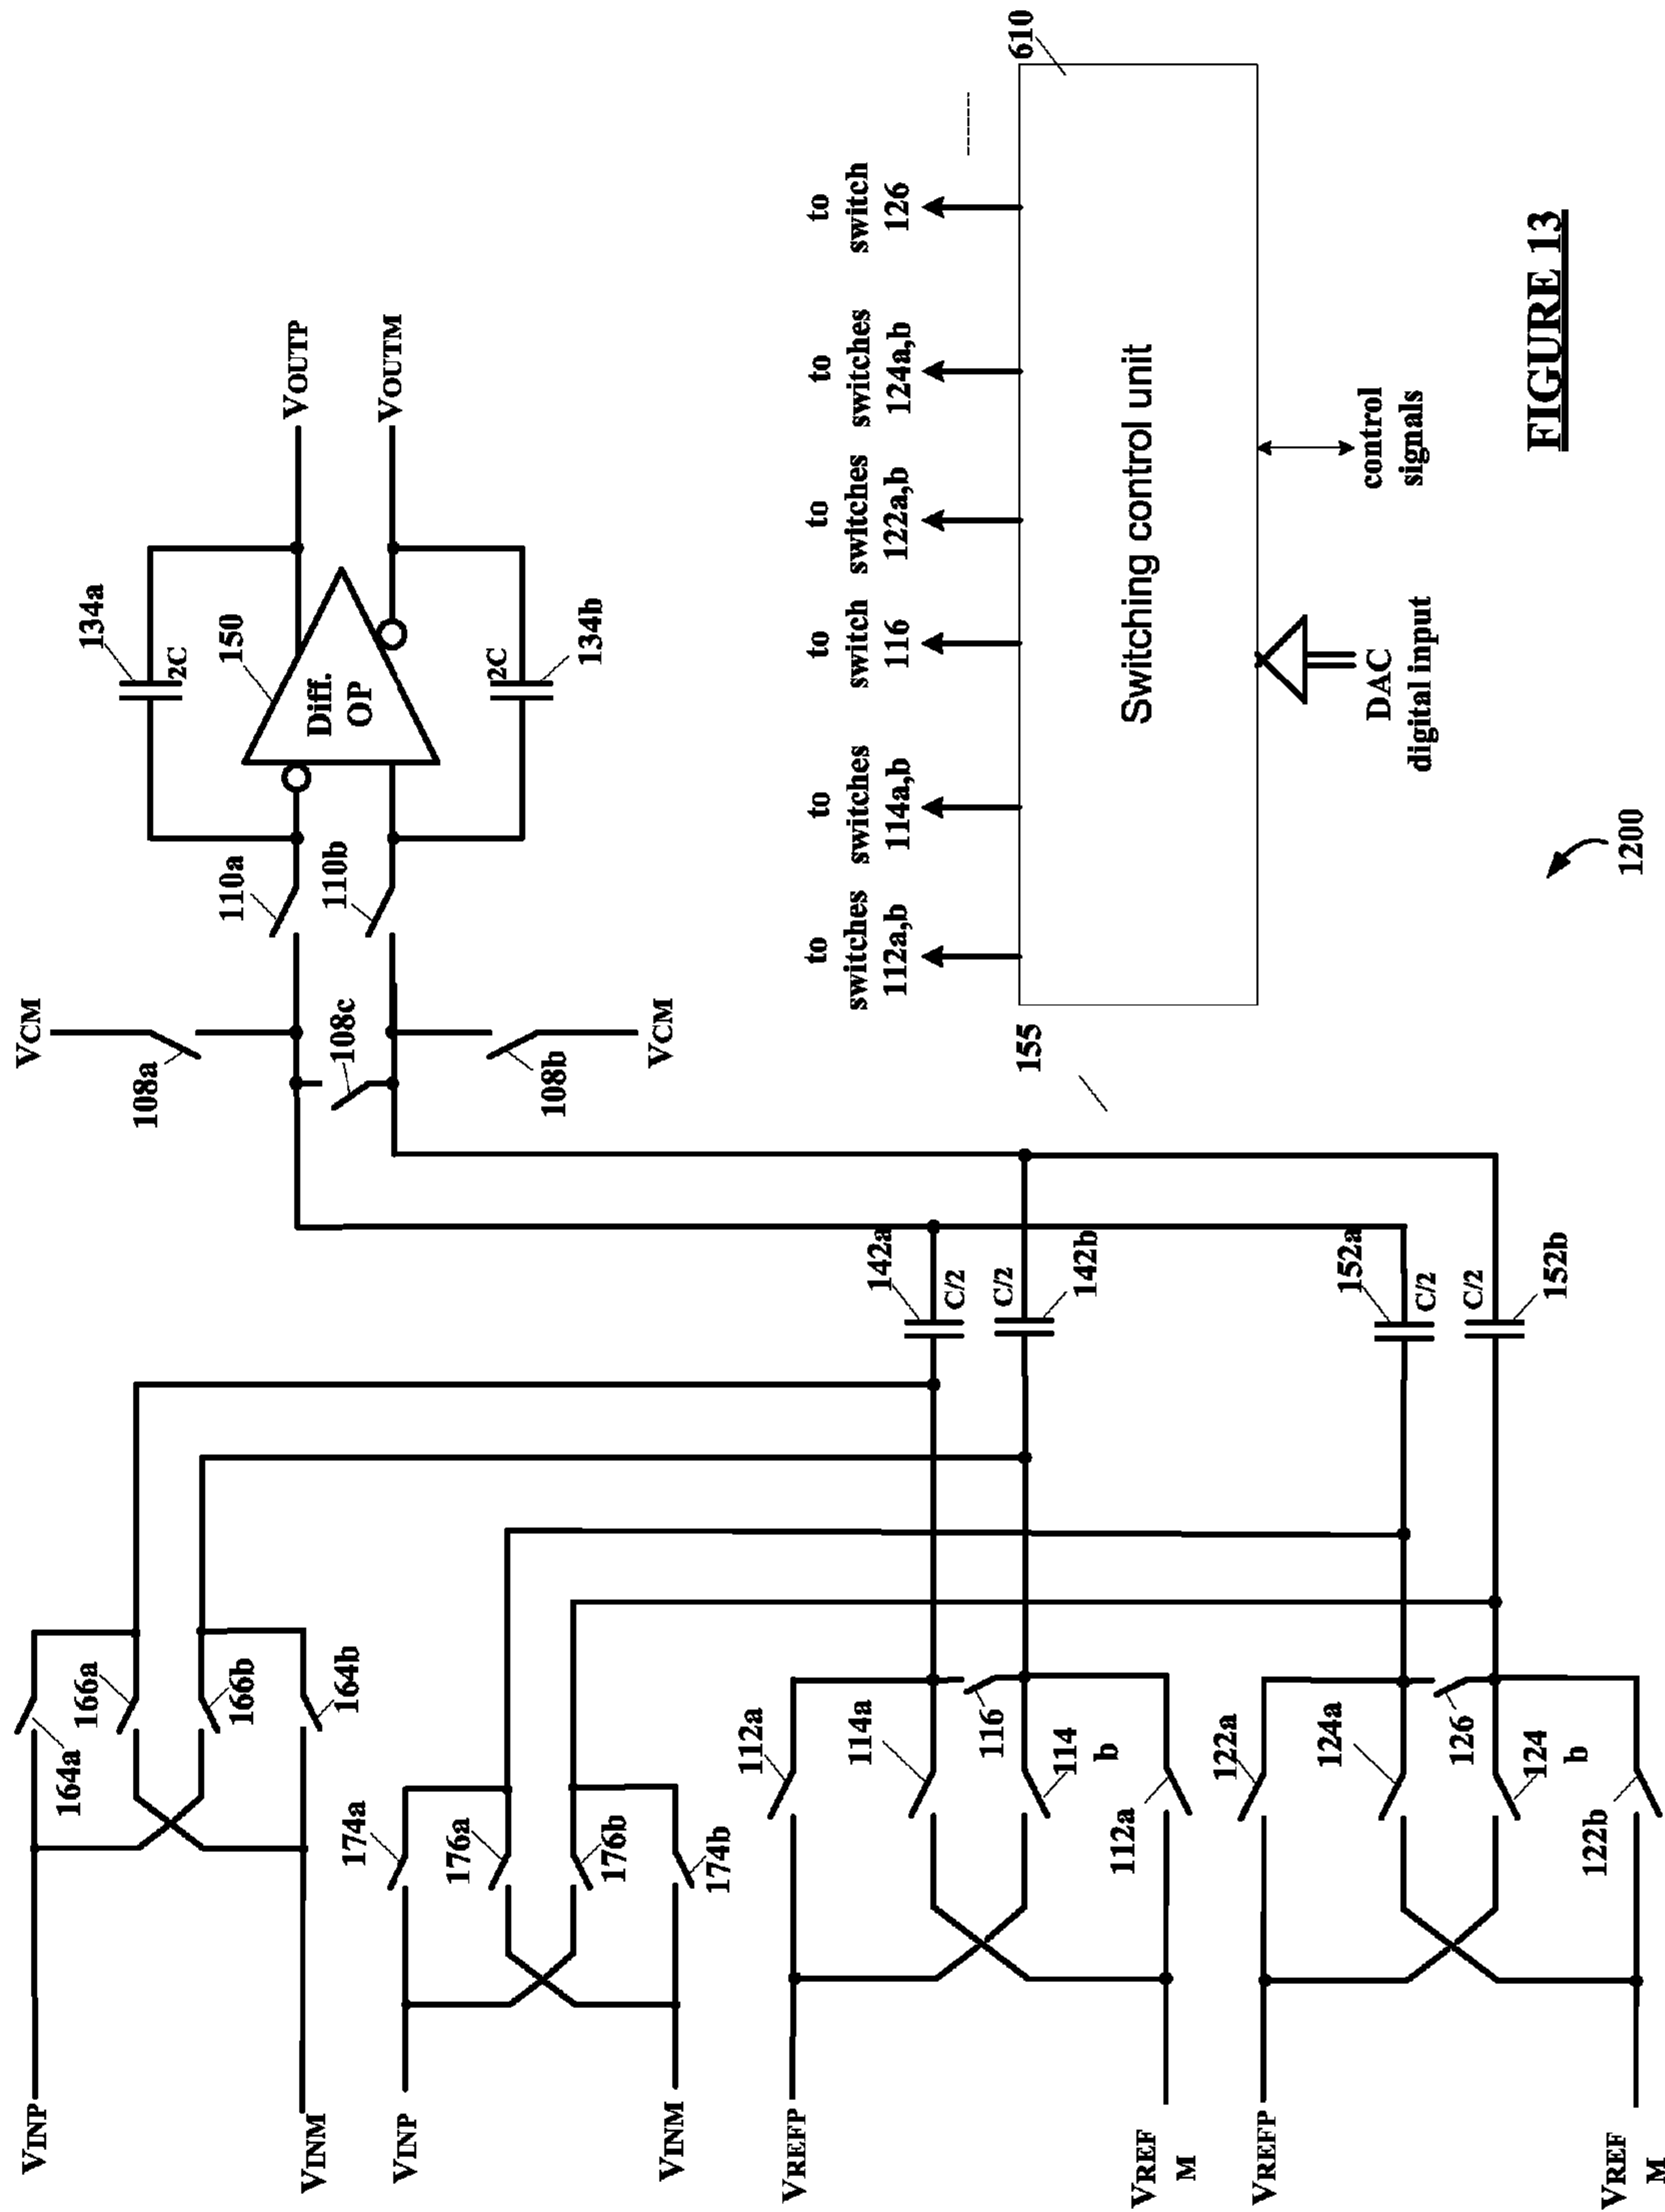 VINP
VINM
VINP
VINM
VREFP
VREF
M
VREFP
VREF
M
164a
166a
166b
164b
174a
176a
176b
174b
112a
114a
116
114
b
112a
122a
124a
126
124
b
122b
142a
C/2
C/2
142b
152a
C/2
C/2
152b
VCM
108a
108c
108b
VCM
110a
110b
134a
2C
150
Diff.
OP
2C
134b
VOUTP
VOUTM
155
610
to
switches
112a,b
to
switches
114a,b
to
switch
116
to
switches
122a,b
to
switches
124a,b
to
switch
126
Switching control unit
DAC
digital input
control
signals
1200
FIGURE 13